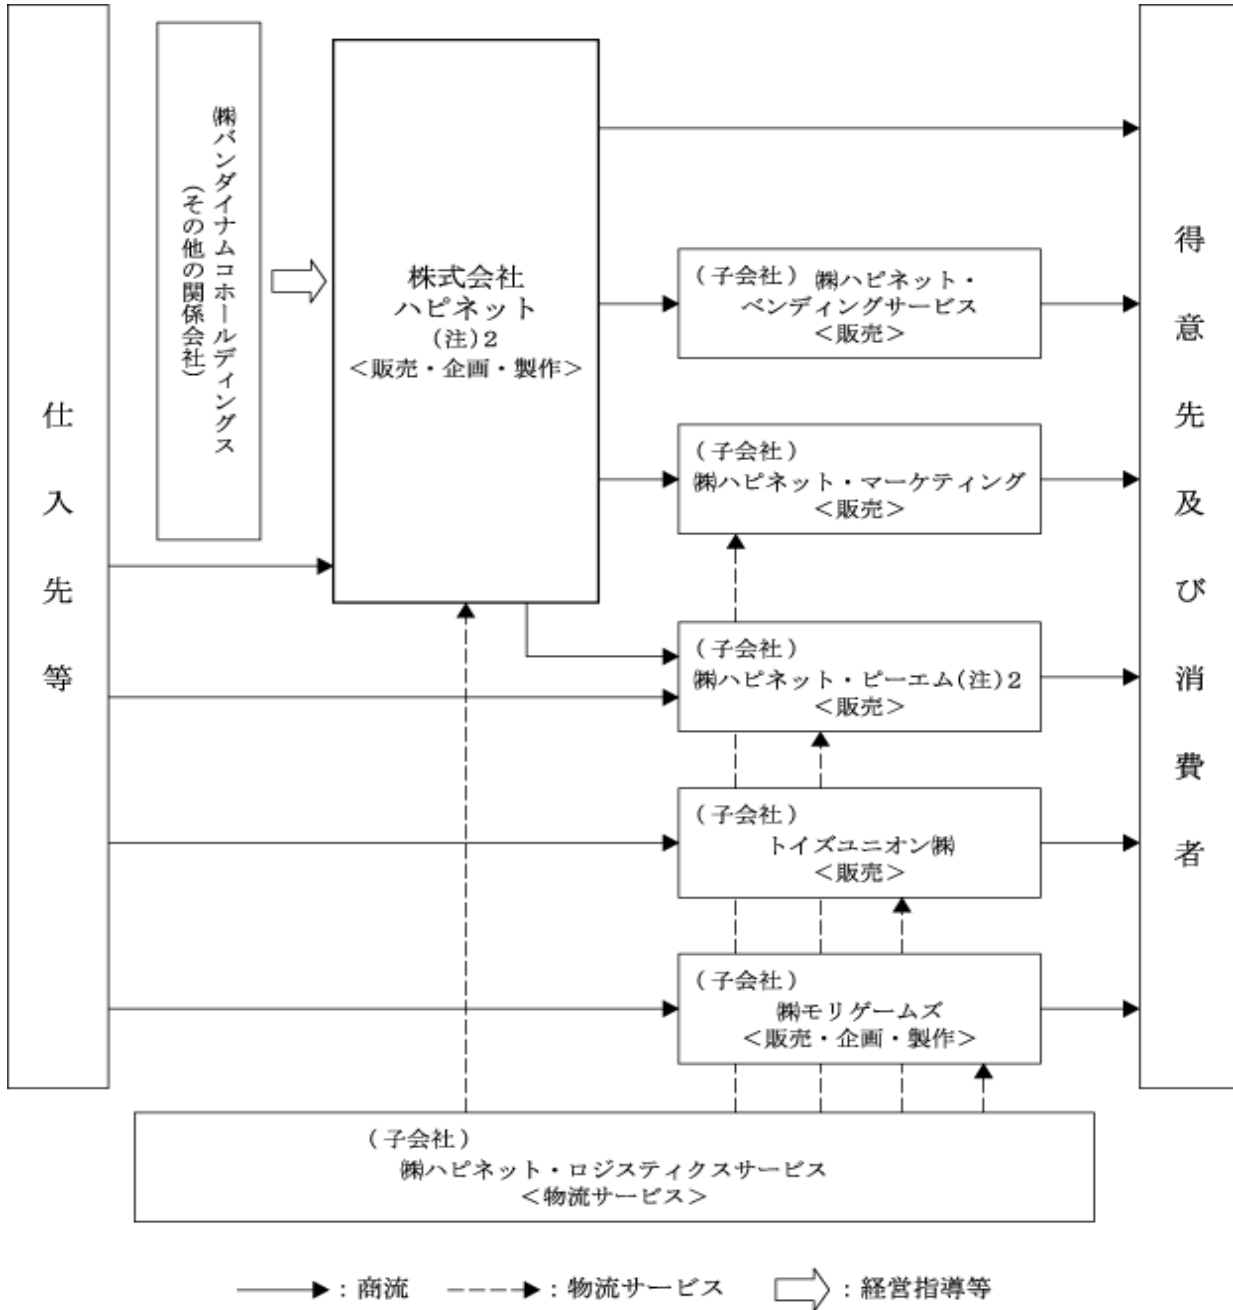 仕入先等
㈱バンダイナムコホールディングス
(その他の関係会社)
株式会社
ハピネット
(注)2
＜販売・企画・製作＞
(子会社) ㈱ハピネット・
ベンディングサービス
＜販売＞
(子会社)
㈱ハピネット・マーケティング
＜販売＞
(子会社)
㈱ハピネット・ピーエム(注)2
＜販売＞
(子会社)
トイズユニオン㈱
＜販売＞
(子会社)
㈱モリゲームズ
＜販売・企画・製作＞
得意先及び消費者
(子会社)
㈱ハピネット・ロジスティクスサービス
＜物流サービス＞
：商流 ：物流サービス ：経営指導等